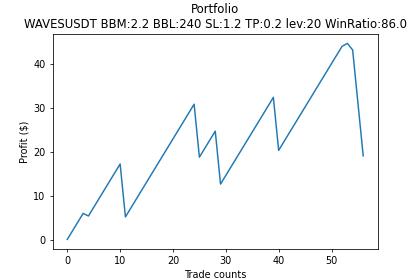 Portfolio
WAVESUSDT BBM:2.2 BBL:240 SL:1.2 TP:0.2 lev:20 WinRatio:86.0
40
30
20
10
0
Profit ($)
0 10 20 30 40 50
Trade counts